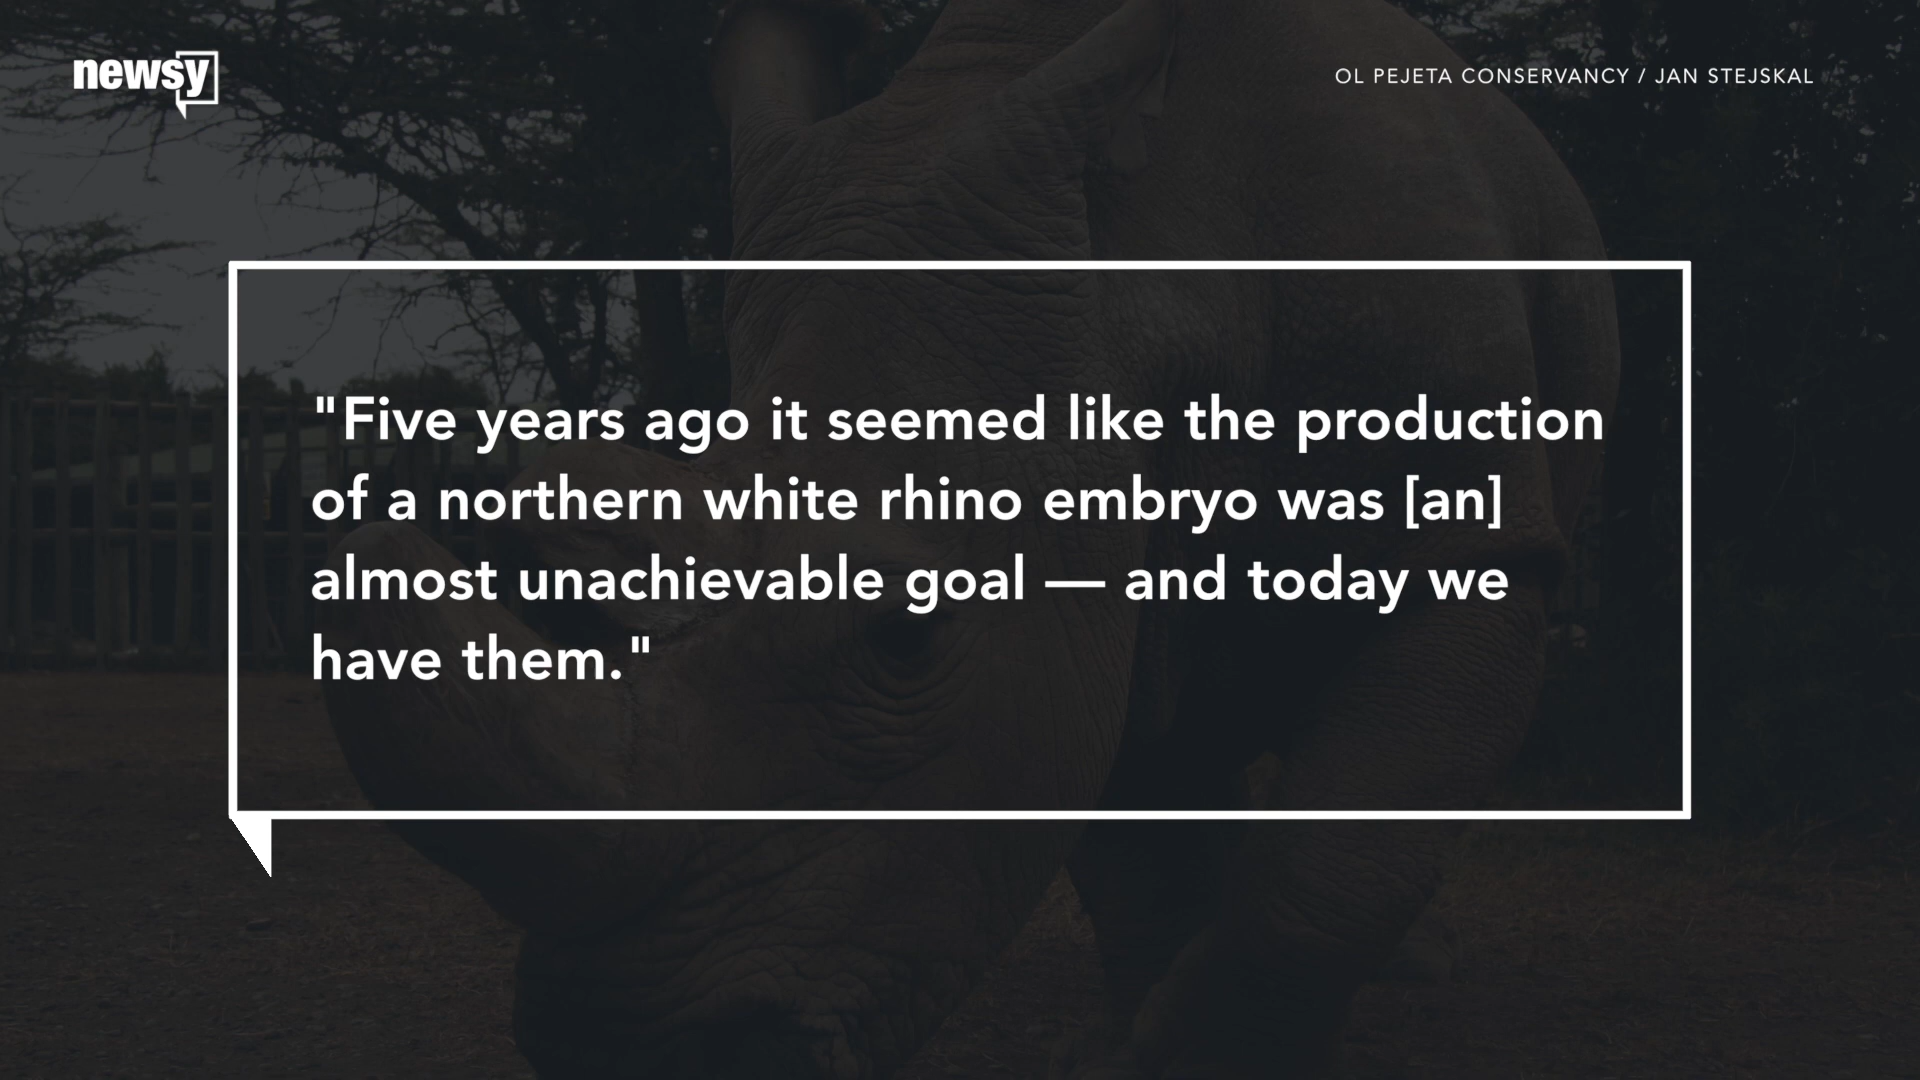 newsy
OL PEJETA CONSERVANCY / JAN STEJSKAL
"Five years ago it seemed like the production
of a northern white rhino embryo was [an]
almost unachievable goal — and today we
have them."